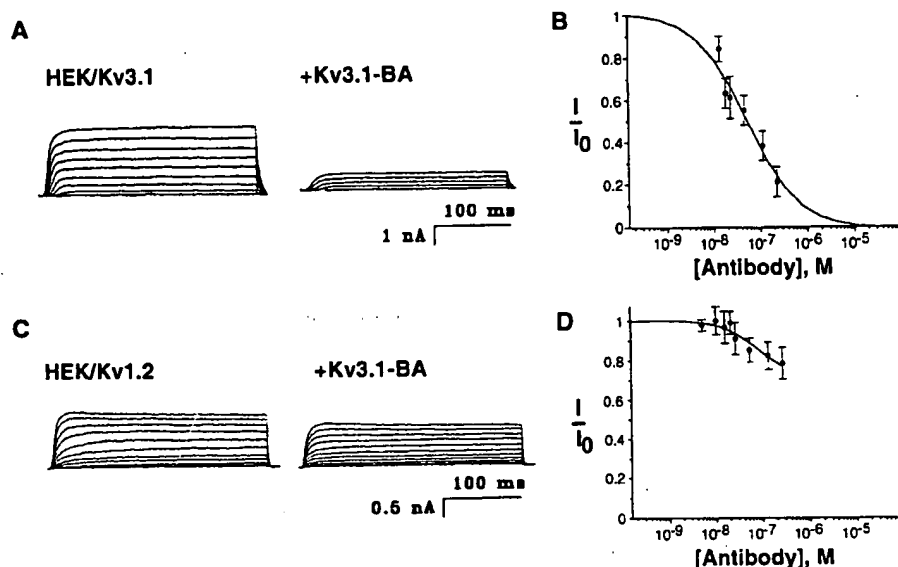 A
HEK/Kv3.1
+Kv3.1-BA
100 ms
1 nA
B
1
0.8
0.6
0.4
0.2
0
I
I0
10-9
10-8
10-7
10-6
10-5
[Antibody], M
C
HEK/Kv1.2
+Kv3.1-BA
100 ms
0.5 nA
D
1
0.8
0.6
0.4
0.2
0
I
I0
10-9
10-8
10-7
10-6
10-5
[Antibody], M